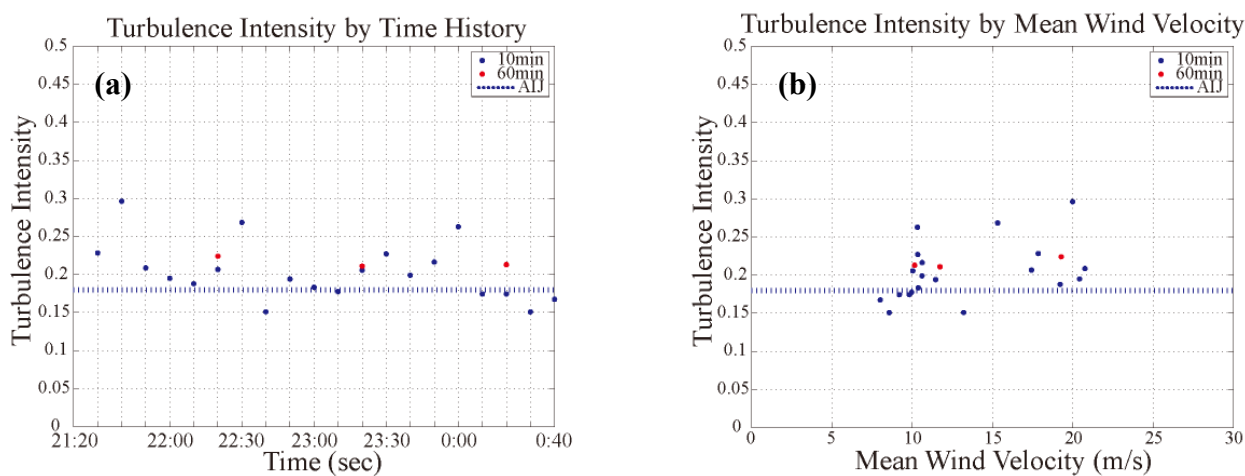 Turbulence Intensity by Time History
(a)
10min
60min
AIJ
Turbulence Intensity
0.5
0.45
0.4
0.35
0.3
0.25
0.2
0.15
0.1
0.05
0
21:20 22:00 22:30 23:00 23:30 0:00 0:40
Time (sec)
Turbulence Intensity by Mean Wind Velocity
(b)
10min
60min
AIJ
Turbulence Intensity
0.5
0.45
0.4
0.35
0.3
0.25
0.2
0.15
0.1
0.05
0
0 5 10 15 20 25 30
Mean Wind Velocity (m/s)